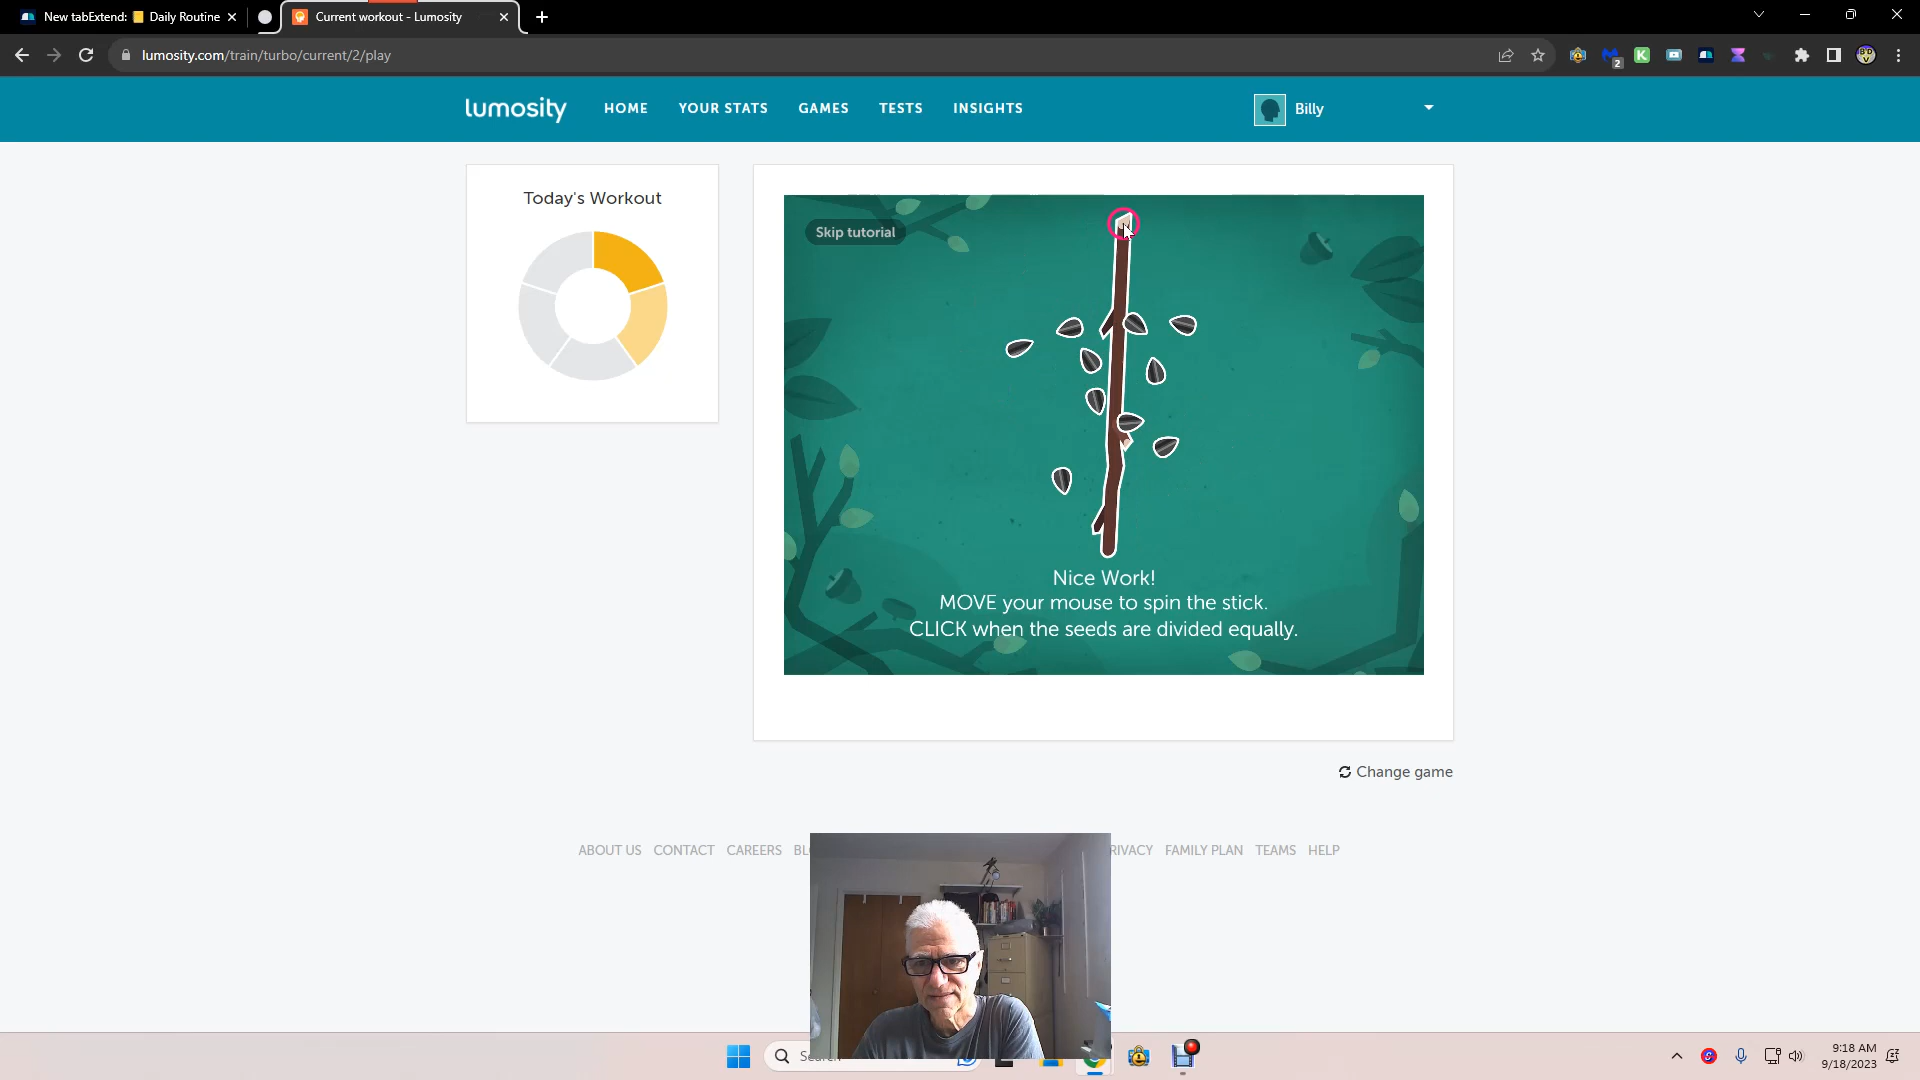 New tabExtend: 📒 Daily Routine
Current workout - Lumosity
lumosity.com/train/turbo/current/2/play
2
lumosity
HOME
YOUR STATS
GAMES
TESTS
INSIGHTS
Billy
Today's Workout
Skip tutorial
Nice Work!
MOVE your mouse to spin the stick.
CLICK when the seeds are divided equally.
Change game
ABOUT US CONTACT CAREERS FAMILY PLAN TEAMS HELP
9:18 AM
9/18/2023